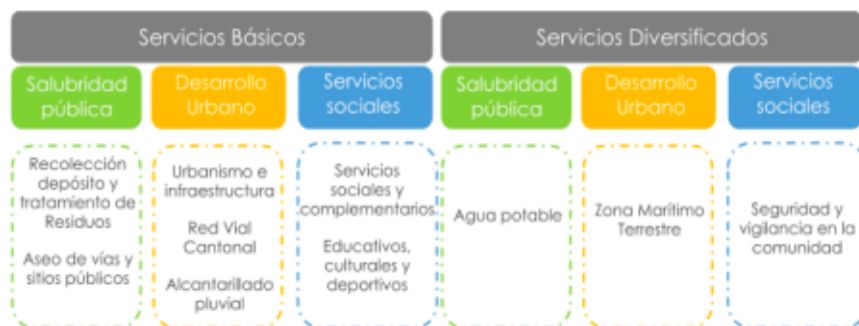 Servicios Básicos
Servicios Diversificados
Salubridad
pública
Desarrollo
Urbano
Servicios
sociales
Salubridad
pública
Desarrollo
Urbano
Servicios
sociales
Recolección
depósito y
tratamiento de
Residuos
Aseo de vías y
sitios públicos
Urbanismo e
infraestructura
Red Vial
Cantonal
Alcantarillado
pluvial
Servicios
sociales y
complementarios
Educativos,
culturales y
deportivos
Agua potable
Zona Marítimo
Terrestre
Seguridad y
vigilancia en la
comunidad